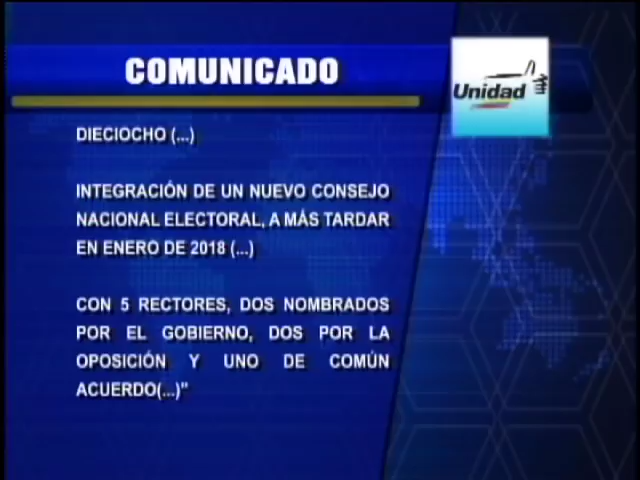 COMUNICADO
Unidad
DIECIOCHO (...)
INTEGRACIÓN DE UN NUEVO CONSEJO
NACIONAL ELECTORAL, A MÁS TARDAR
EN ENERO DE 2018 (...)
CON 5 RECTORES, DOS NOMBRADOS
POR EL GOBIERNO, DOS POR LA
OPOSICIÓN Y UNO DE COMÚN
ACUERDO(...)"